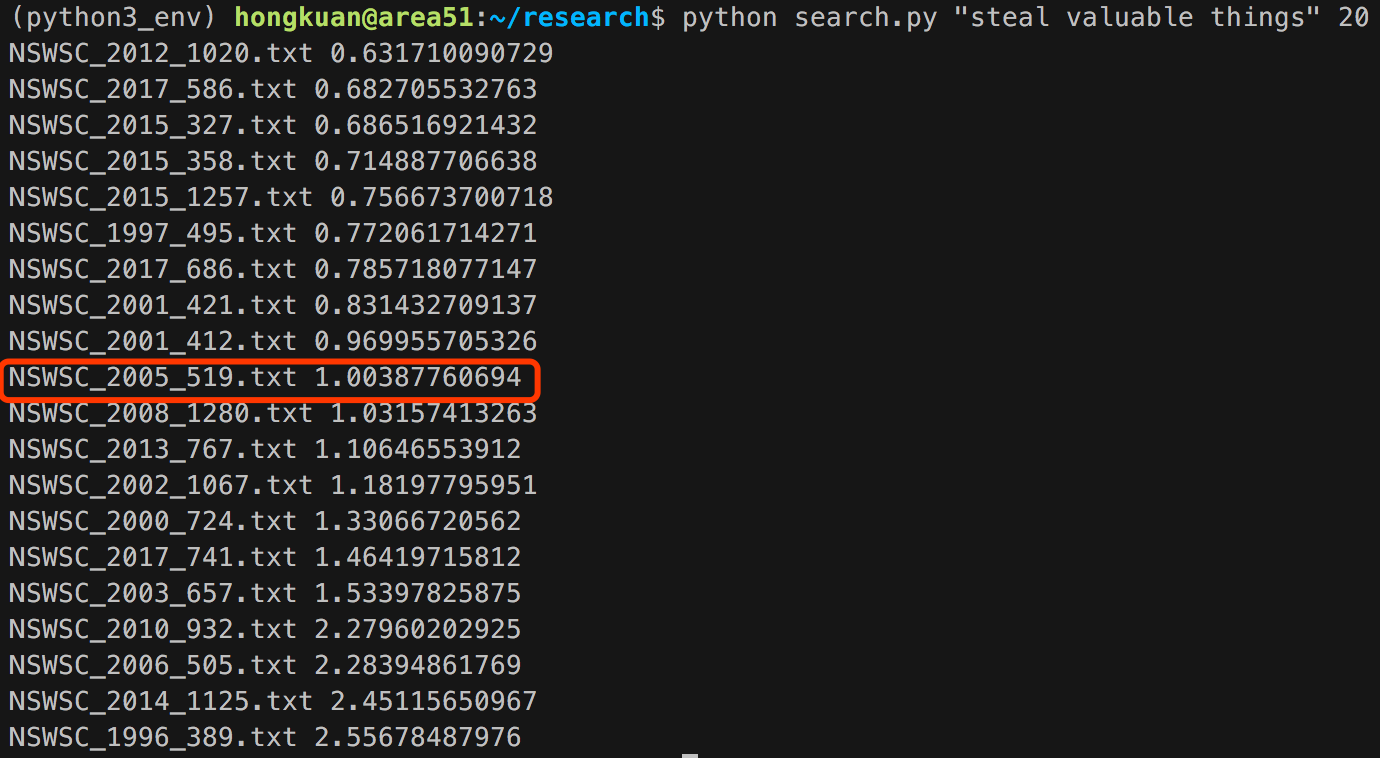 (python3_env) hongkuan@area51:~/research$ python search.py "steal valuable things" 20
NSWSC_2012_1020.txt 0.631710090729
NSWSC_2017_586.txt 0.682705532763
NSWSC_2015_327.txt 0.686516921432
NSWSC_2015_358.txt 0.714887706638
NSWSC_2015_1257.txt 0.756673700718
NSWSC_1997_495.txt 0.772061714271
NSWSC_2017_686.txt 0.785718077147
NSWSC_2001_421.txt 0.831432709137
NSWSC_2001_412.txt 0.969955705326
NSWSC_2005_519.txt 1.00387760694
NSWSC_2008_1280.txt 1.03157413263
NSWSC_2013_767.txt 1.10646553912
NSWSC_2002_1067.txt 1.18197795951
NSWSC_2000_724.txt 1.33066720562
NSWSC_2017_741.txt 1.46419715812
NSWSC_2003_657.txt 1.53397825875
NSWSC_2010_932.txt 2.27960202925
NSWSC_2006_505.txt 2.28394861769
NSWSC_2014_1125.txt 2.45115650967
NSWSC_1996_389.txt 2.55678487976